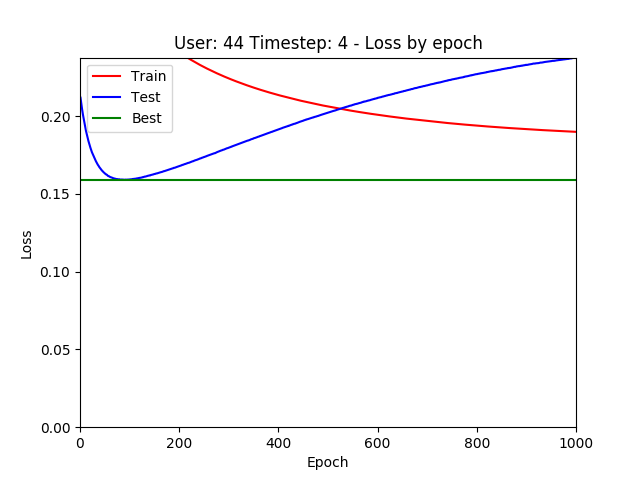 User: 44 Timestep: 4 - Loss by epoch
Train
Test
Best
0.20
0.15
0.10
0.05
0.00
Loss
0 200 400 600 800 1000
Epoch